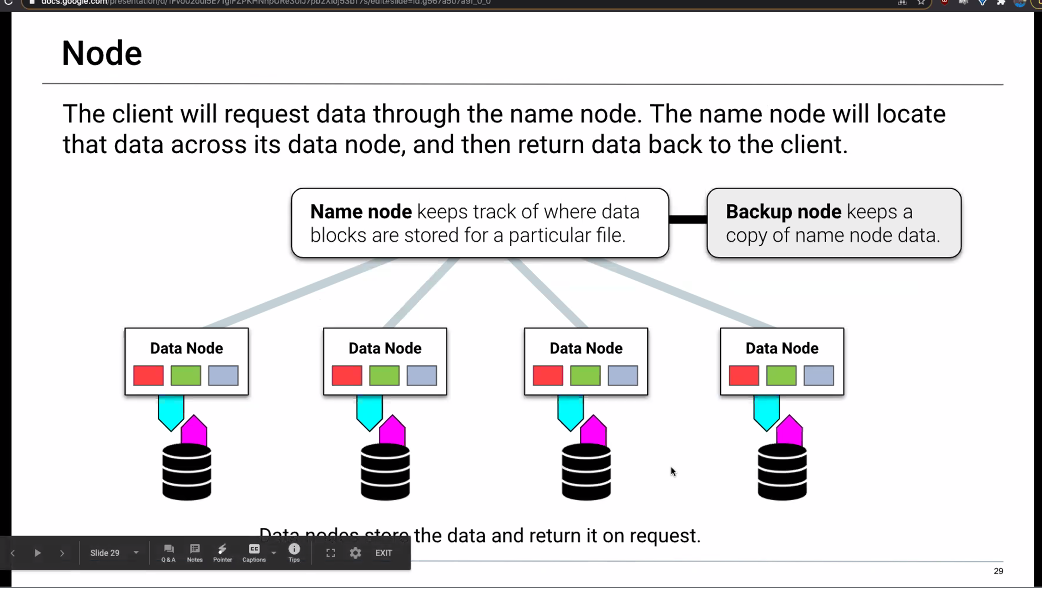 Node
The client will request data through the name node. The name node will locate
that data across its data node, and then return data back to the client.
Name node keeps track of where data
blocks are stored for a particular file.
Backup node keeps a
copy of name node data.
Data Node
Data Node
Data Node
Data Node
Data nodes store the data and return it on request.
Slide 29
Q & A
Notes
Pointer
Captions
Tips
EXIT
29